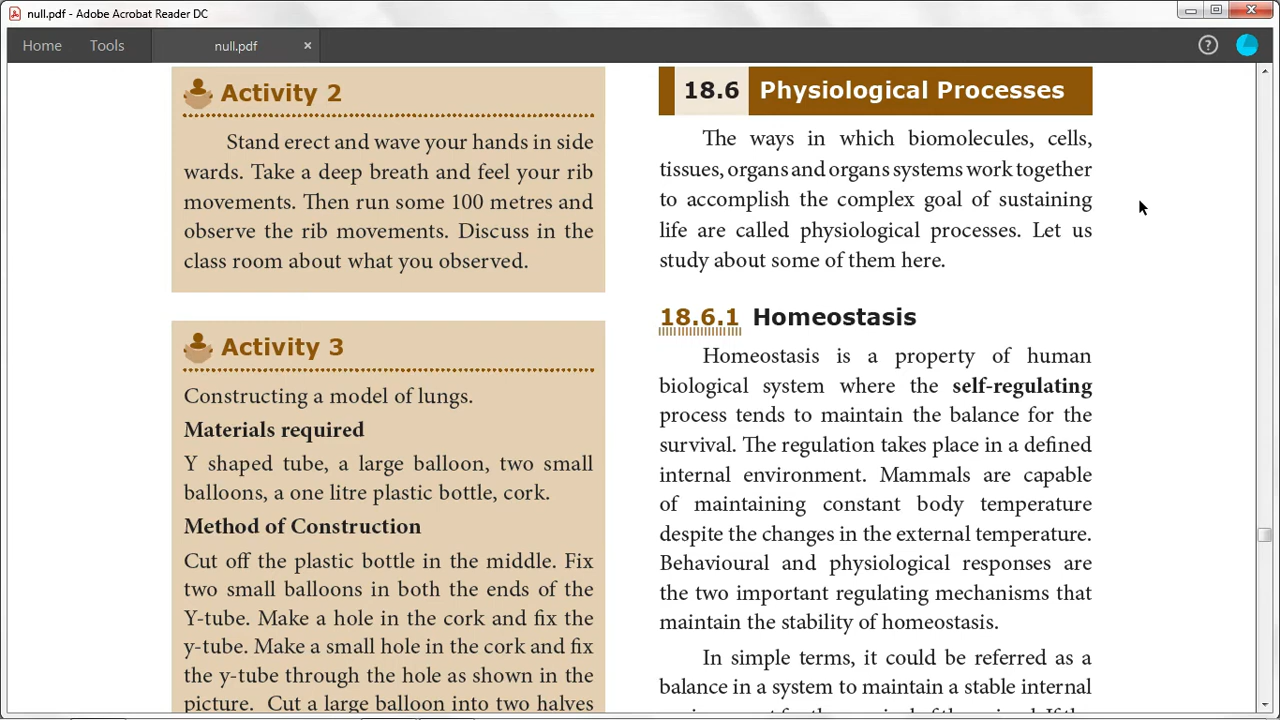 null.pdf - Adobe Acrobat Reader DC
Home Tools null.pdf ×
Activity 2
Stand erect and wave your hands in side
wards. Take a deep breath and feel your rib
movements. Then run some 100 metres and
observe the rib movements. Discuss in the
class room about what you observed.
Activity 3
Constructing a model of lungs.
Materials required
Y shaped tube, a large balloon, two small
balloons, a one litre plastic bottle, cork.
Method of Construction
Cut off the plastic bottle in the middle. Fix
two small balloons in both the ends of the
Y-tube. Make a hole in the cork and fix the
y-tube. Make a small hole in the cork and fix
the y-tube through the hole as shown in the
picture. Cut a large balloon into two halves
18.6 Physiological Processes
The ways in which biomolecules, cells,
tissues, organs and organs systems work together
to accomplish the complex goal of sustaining
life are called physiological processes. Let us
study about some of them here.
18.6.1 Homeostasis
Homeostasis is a property of human
biological system where the self-regulating
process tends to maintain the balance for the
survival. The regulation takes place in a defined
internal environment. Mammals are capable
of maintaining constant body temperature
despite the changes in the external temperature.
Behavioural and physiological responses are
the two important regulating mechanisms that
maintain the stability of homeostasis.
In simple terms, it could be referred as a
balance in a system to maintain a stable internal